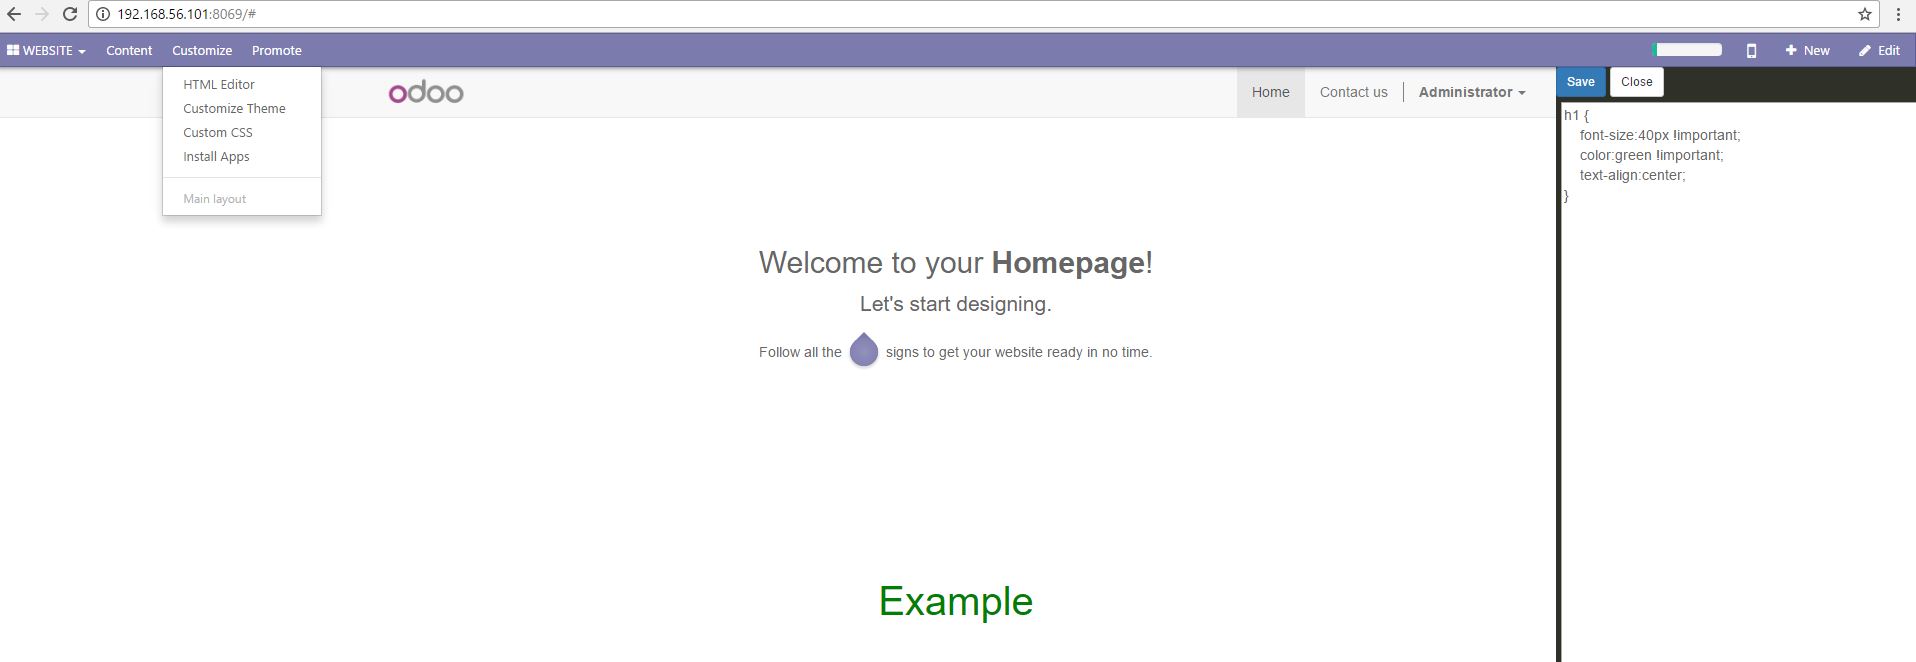 192.168.56.101:8069/#
WEBSITE Content Customize Promote New Edit
HTML Editor
Customize Theme
Custom CSS
Install Apps
Main layout
odoo
Home Contact us Administrator
Save Close
h1 {
    font-size:40px !important;
    color:green !important;
    text-align:center;
}
Welcome to your Homepage!
Let's start designing.
Follow all the signs to get your website ready in no time.
Example